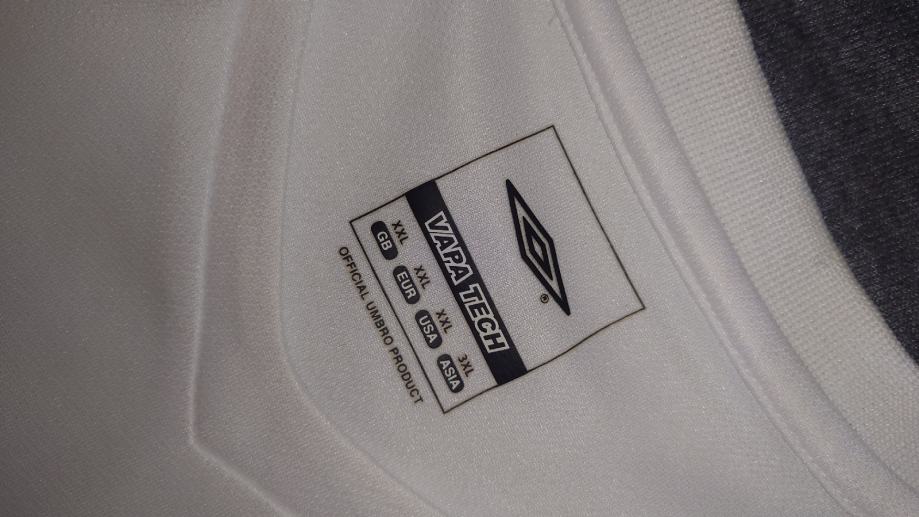 ®
VAPA TECH
XXL XXL XXL 3XL
GB EUR USA ASIA
OFFICIAL UMBRO PRODUCT